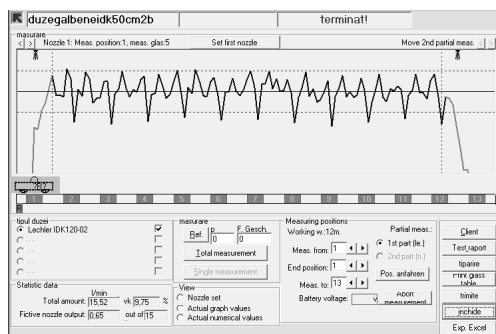 duzegalbeneidk50cm2b terminat!
masurare
< > Nozzle 1: Meas. position:1, meas. glas:5 Set first nozzle Move 2nd partial meas. < >
1 2 3 4 5 6 7 8 9 10 11 12 13
tipul duzei
Lechler IDK120-02
masurare
Ref. p F. Gesch.
0 0
Total measurement
Single measurement
Measuring positions
Working w.:12m. Partial meas.:
Meas. from: 1 1st part (le.)
2nd part (ri.)
End position: 1 Pos. anfahren
Meas. to: 13
Battery voltage: V Abort measurement
Statistic data
l/min
Total amount: 15,52 vk 9,75 %
Fictive nozzle output: 0,65 out of 15
View
Nozzle set
Actual graph values
Actual numerical values
Client
Test,raport
tiparire
Print glass table
trimite
inchide
Exp. Excel